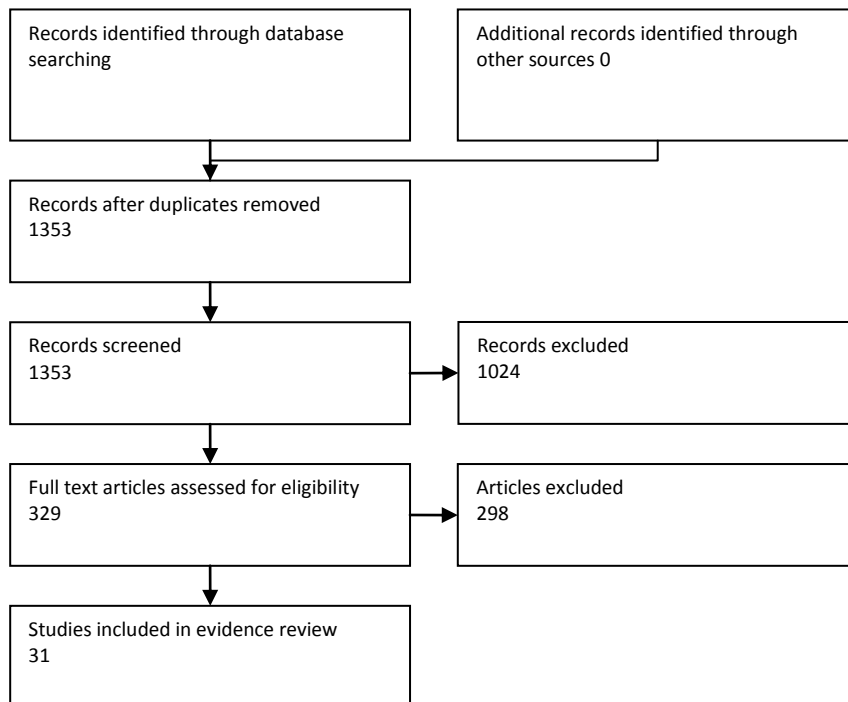 Records identified through database
searching
Additional records identified through
other sources 0
Records after duplicates removed
1353
Records screened
1353
Records excluded
1024
Full text articles assessed for eligibility
329
Articles excluded
298
Studies included in evidence review
31